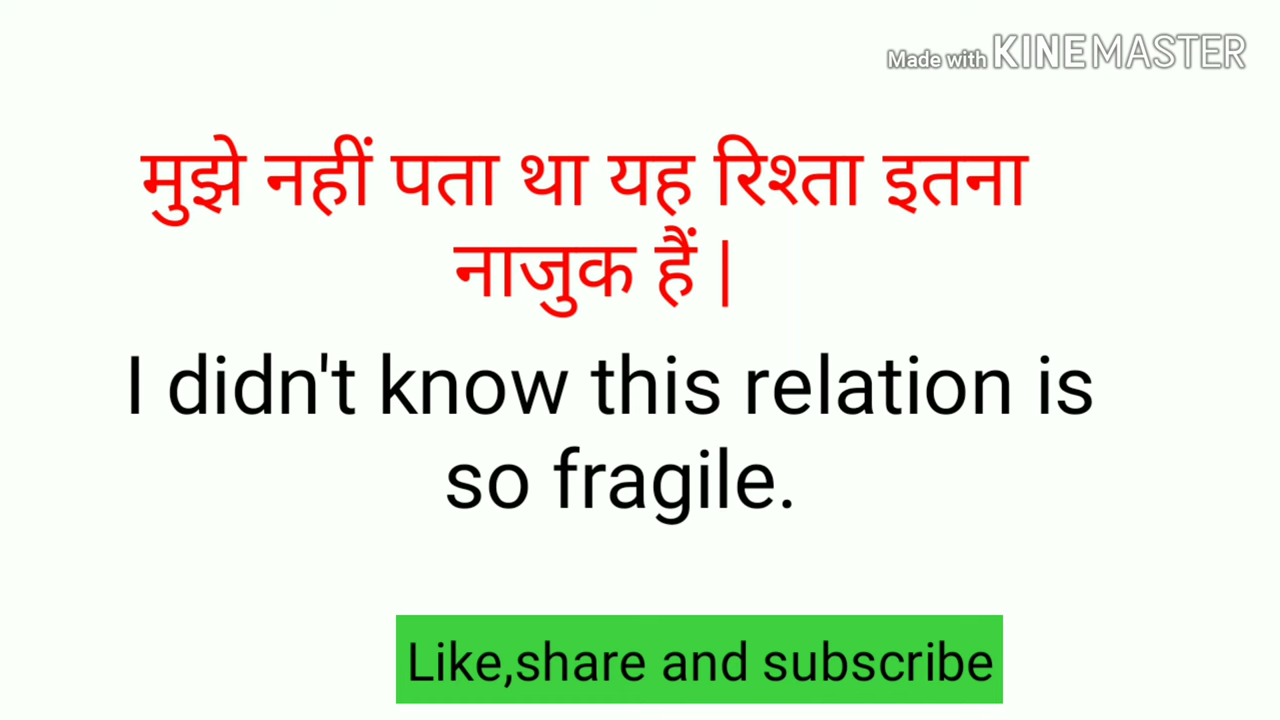 Made with KINEMASTER
मुझे नहीं पता था यह रिश्ता इतना
नाजुक हैं |
I didn't know this relation is
so fragile.
Like,share and subscribe